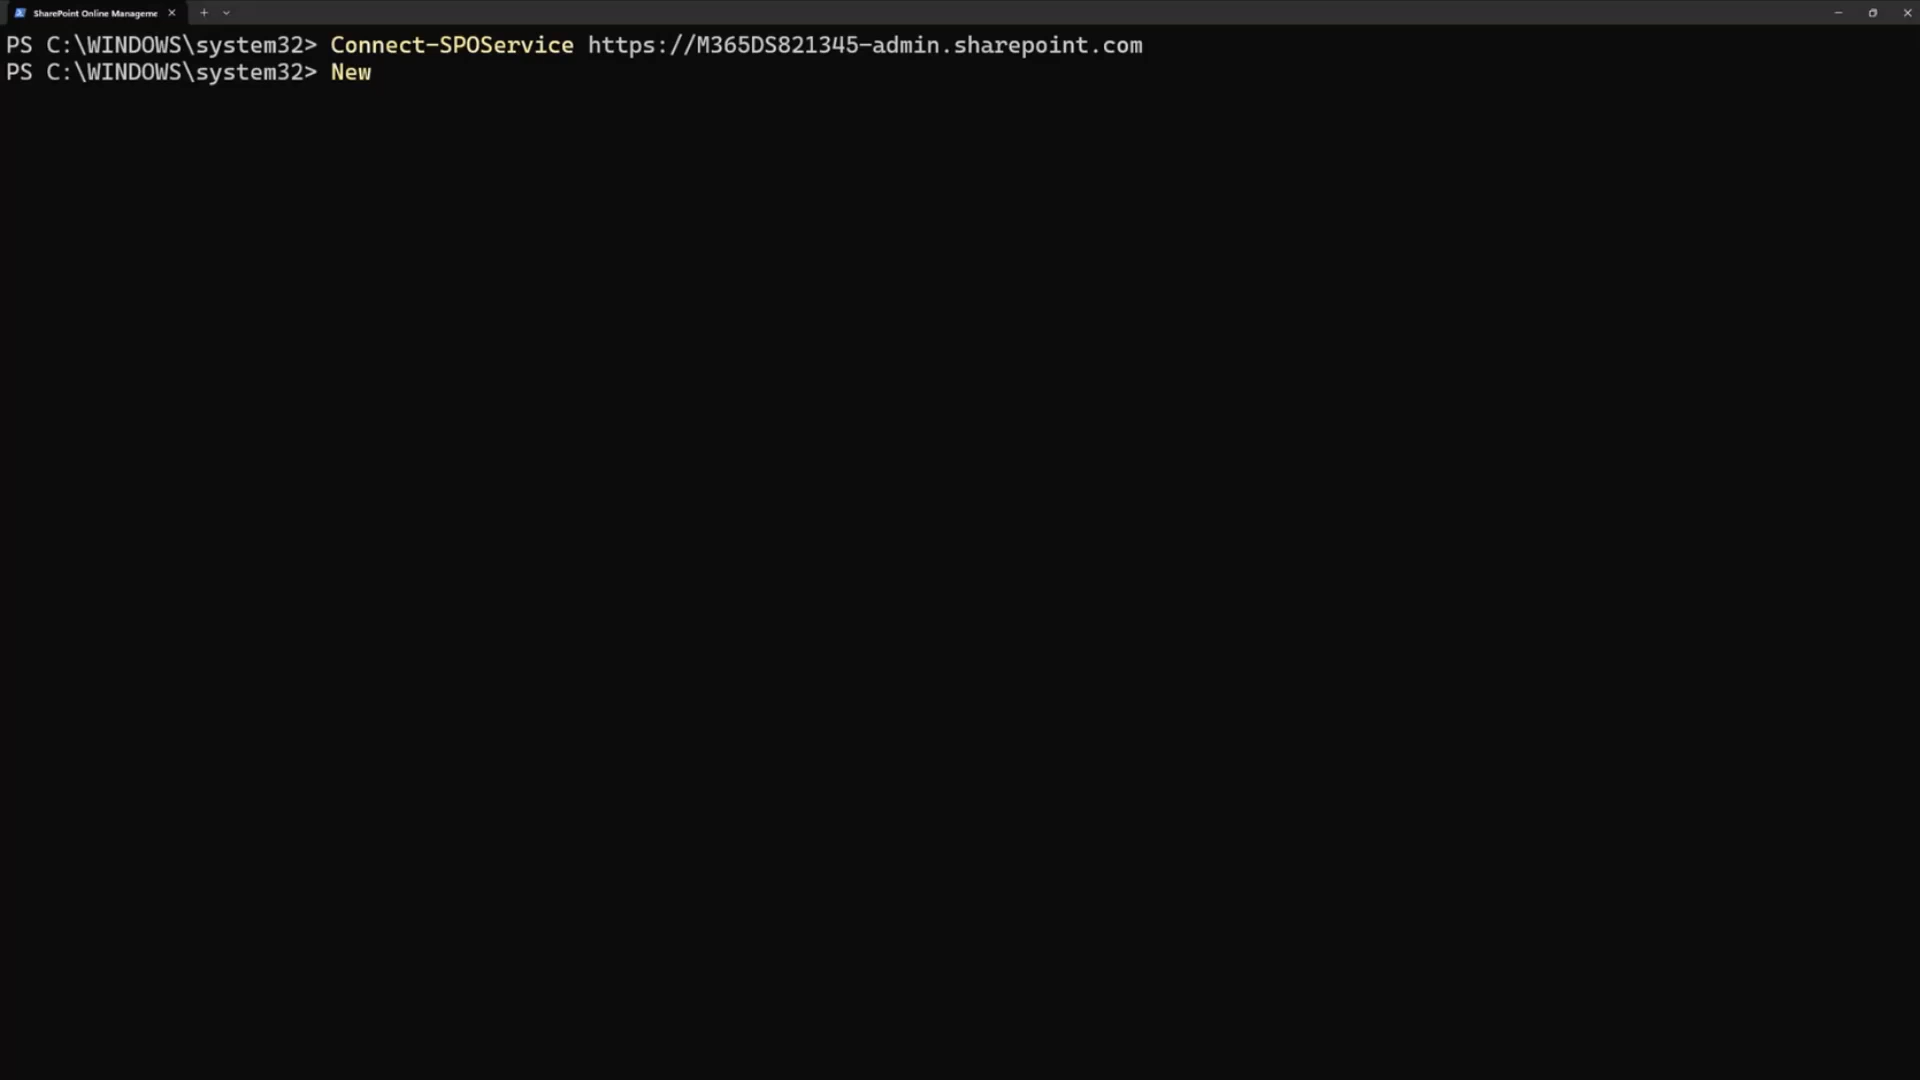 SharePoint Online Manageme
PS C:\WINDOWS\system32> Connect-SPOService https://M365DS821345-admin.sharepoint.com
PS C:\WINDOWS\system32> New